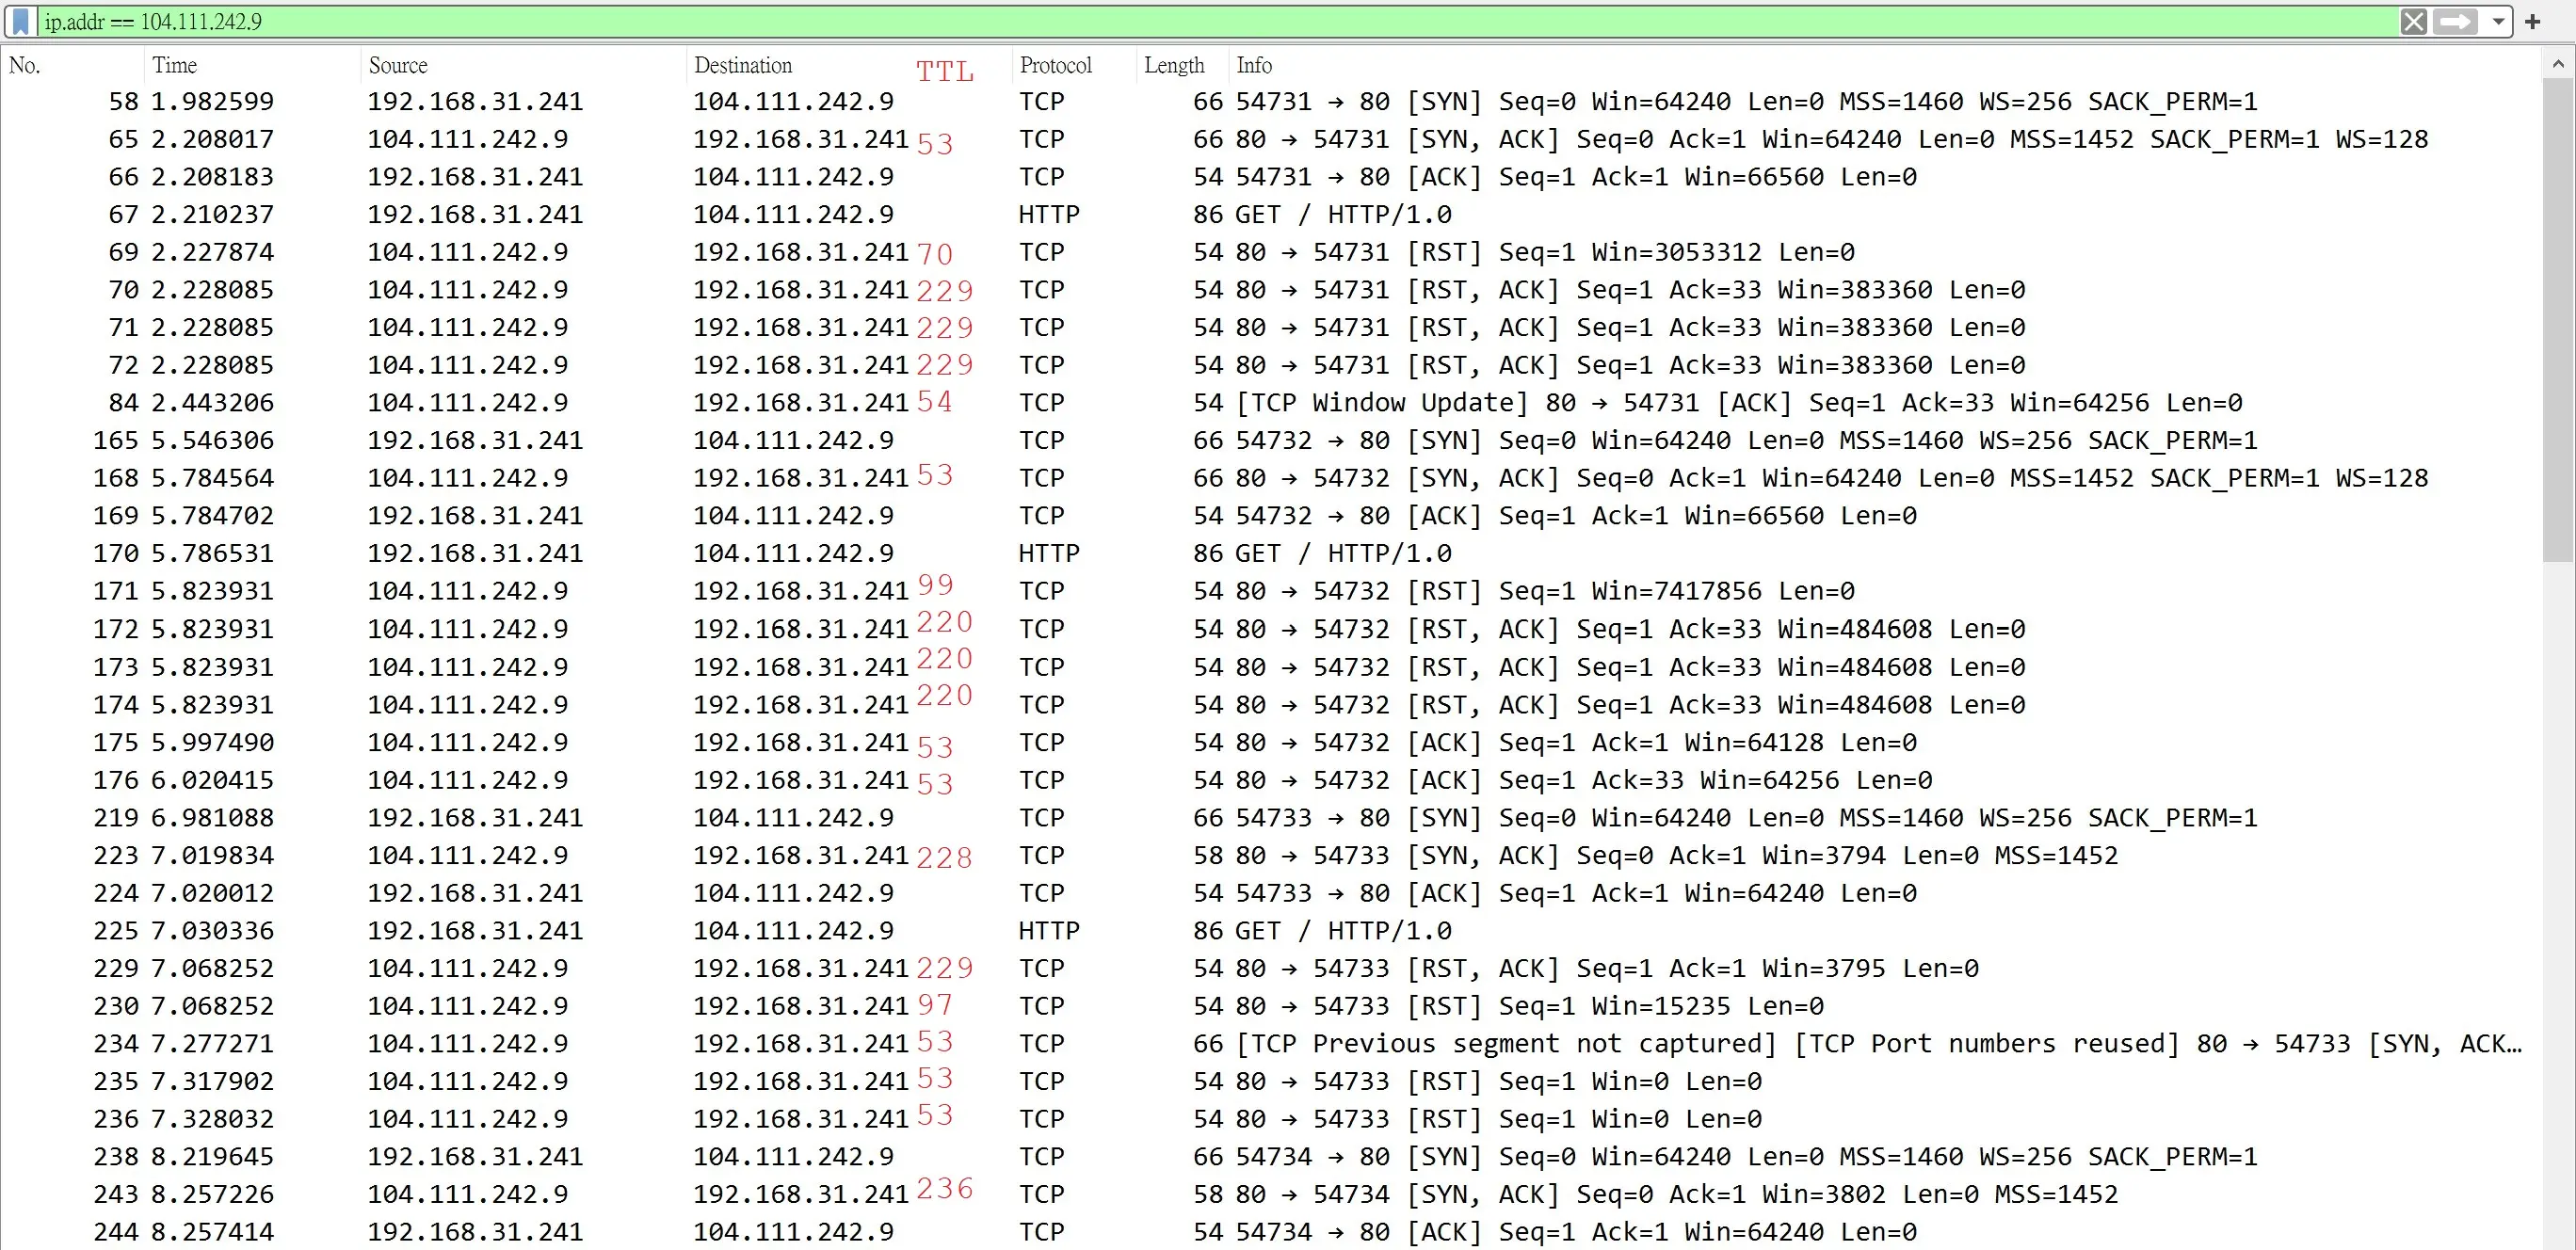 ip.addr == 104.111.242.9
No. Time Source Destination TTL Protocol Length Info
58 1.982599 192.168.31.241 104.111.242.9 TCP 66 54731 → 80 [SYN] Seq=0 Win=64240 Len=0 MSS=1460 WS=256 SACK_PERM=1
65 2.208017 104.111.242.9 192.168.31.241 53 TCP 66 80 → 54731 [SYN, ACK] Seq=0 Ack=1 Win=64240 Len=0 MSS=1452 SACK_PERM=1 WS=128
66 2.208183 192.168.31.241 104.111.242.9 TCP 54 54731 → 80 [ACK] Seq=1 Ack=1 Win=66560 Len=0
67 2.210237 192.168.31.241 104.111.242.9 HTTP 86 GET / HTTP/1.0
69 2.227874 104.111.242.9 192.168.31.241 70 TCP 54 80 → 54731 [RST] Seq=1 Win=3053312 Len=0
70 2.228085 104.111.242.9 192.168.31.241 229 TCP 54 80 → 54731 [RST, ACK] Seq=1 Ack=33 Win=383360 Len=0
71 2.228085 104.111.242.9 192.168.31.241 229 TCP 54 80 → 54731 [RST, ACK] Seq=1 Ack=33 Win=383360 Len=0
72 2.228085 104.111.242.9 192.168.31.241 229 TCP 54 80 → 54731 [RST, ACK] Seq=1 Ack=33 Win=383360 Len=0
84 2.443206 104.111.242.9 192.168.31.241 54 TCP 54 [TCP Window Update] 80 → 54731 [ACK] Seq=1 Ack=33 Win=64256 Len=0
165 5.546306 192.168.31.241 104.111.242.9 TCP 66 54732 → 80 [SYN] Seq=0 Win=64240 Len=0 MSS=1460 WS=256 SACK_PERM=1
168 5.784564 104.111.242.9 192.168.31.241 53 TCP 66 80 → 54732 [SYN, ACK] Seq=0 Ack=1 Win=64240 Len=0 MSS=1452 SACK_PERM=1 WS=128
169 5.784702 192.168.31.241 104.111.242.9 TCP 54 54732 → 80 [ACK] Seq=1 Ack=1 Win=66560 Len=0
170 5.786531 192.168.31.241 104.111.242.9 HTTP 86 GET / HTTP/1.0
171 5.823931 104.111.242.9 192.168.31.241 99 TCP 54 80 → 54732 [RST] Seq=1 Win=7417856 Len=0
172 5.823931 104.111.242.9 192.168.31.241 220 TCP 54 80 → 54732 [RST, ACK] Seq=1 Ack=33 Win=484608 Len=0
173 5.823931 104.111.242.9 192.168.31.241 220 TCP 54 80 → 54732 [RST, ACK] Seq=1 Ack=33 Win=484608 Len=0
174 5.823931 104.111.242.9 192.168.31.241 220 TCP 54 80 → 54732 [RST, ACK] Seq=1 Ack=33 Win=484608 Len=0
175 5.997490 104.111.242.9 192.168.31.241 53 TCP 54 80 → 54732 [ACK] Seq=1 Ack=1 Win=64128 Len=0
176 6.020415 104.111.242.9 192.168.31.241 53 TCP 54 80 → 54732 [ACK] Seq=1 Ack=33 Win=64256 Len=0
219 6.981088 192.168.31.241 104.111.242.9 TCP 66 54733 → 80 [SYN] Seq=0 Win=64240 Len=0 MSS=1460 WS=256 SACK_PERM=1
223 7.019834 104.111.242.9 192.168.31.241 228 TCP 58 80 → 54733 [SYN, ACK] Seq=0 Ack=1 Win=3794 Len=0 MSS=1452
224 7.020012 192.168.31.241 104.111.242.9 TCP 54 54733 → 80 [ACK] Seq=1 Ack=1 Win=64240 Len=0
225 7.030336 192.168.31.241 104.111.242.9 HTTP 86 GET / HTTP/1.0
229 7.068252 104.111.242.9 192.168.31.241 229 TCP 54 80 → 54733 [RST, ACK] Seq=1 Ack=1 Win=3795 Len=0
230 7.068252 104.111.242.9 192.168.31.241 97 TCP 54 80 → 54733 [RST] Seq=1 Win=15235 Len=0
234 7.277271 104.111.242.9 192.168.31.241 53 TCP 66 [TCP Previous segment not captured] [TCP Port numbers reused] 80 → 54733 [SYN, ACK…
235 7.317902 104.111.242.9 192.168.31.241 53 TCP 54 80 → 54733 [RST] Seq=1 Win=0 Len=0
236 7.328032 104.111.242.9 192.168.31.241 53 TCP 54 80 → 54733 [RST] Seq=1 Win=0 Len=0
238 8.219645 192.168.31.241 104.111.242.9 TCP 66 54734 → 80 [SYN] Seq=0 Win=64240 Len=0 MSS=1460 WS=256 SACK_PERM=1
243 8.257226 104.111.242.9 192.168.31.241 236 TCP 58 80 → 54734 [SYN, ACK] Seq=0 Ack=1 Win=3802 Len=0 MSS=1452
244 8.257414 192.168.31.241 104.111.242.9 TCP 54 54734 → 80 [ACK] Seq=1 Ack=1 Win=64240 Len=0